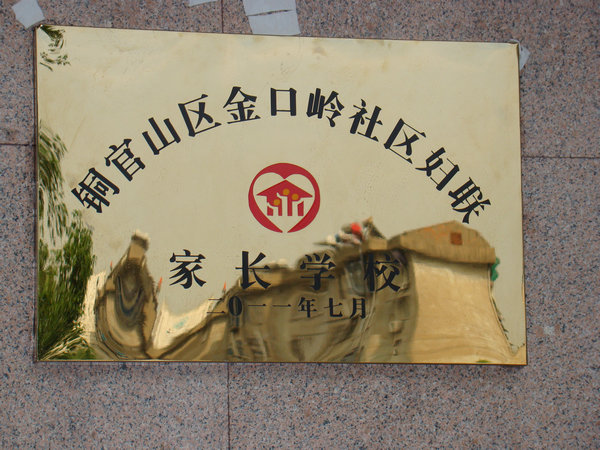 铜官山区金口岭社区妇联
家长学校
二0一一年七月